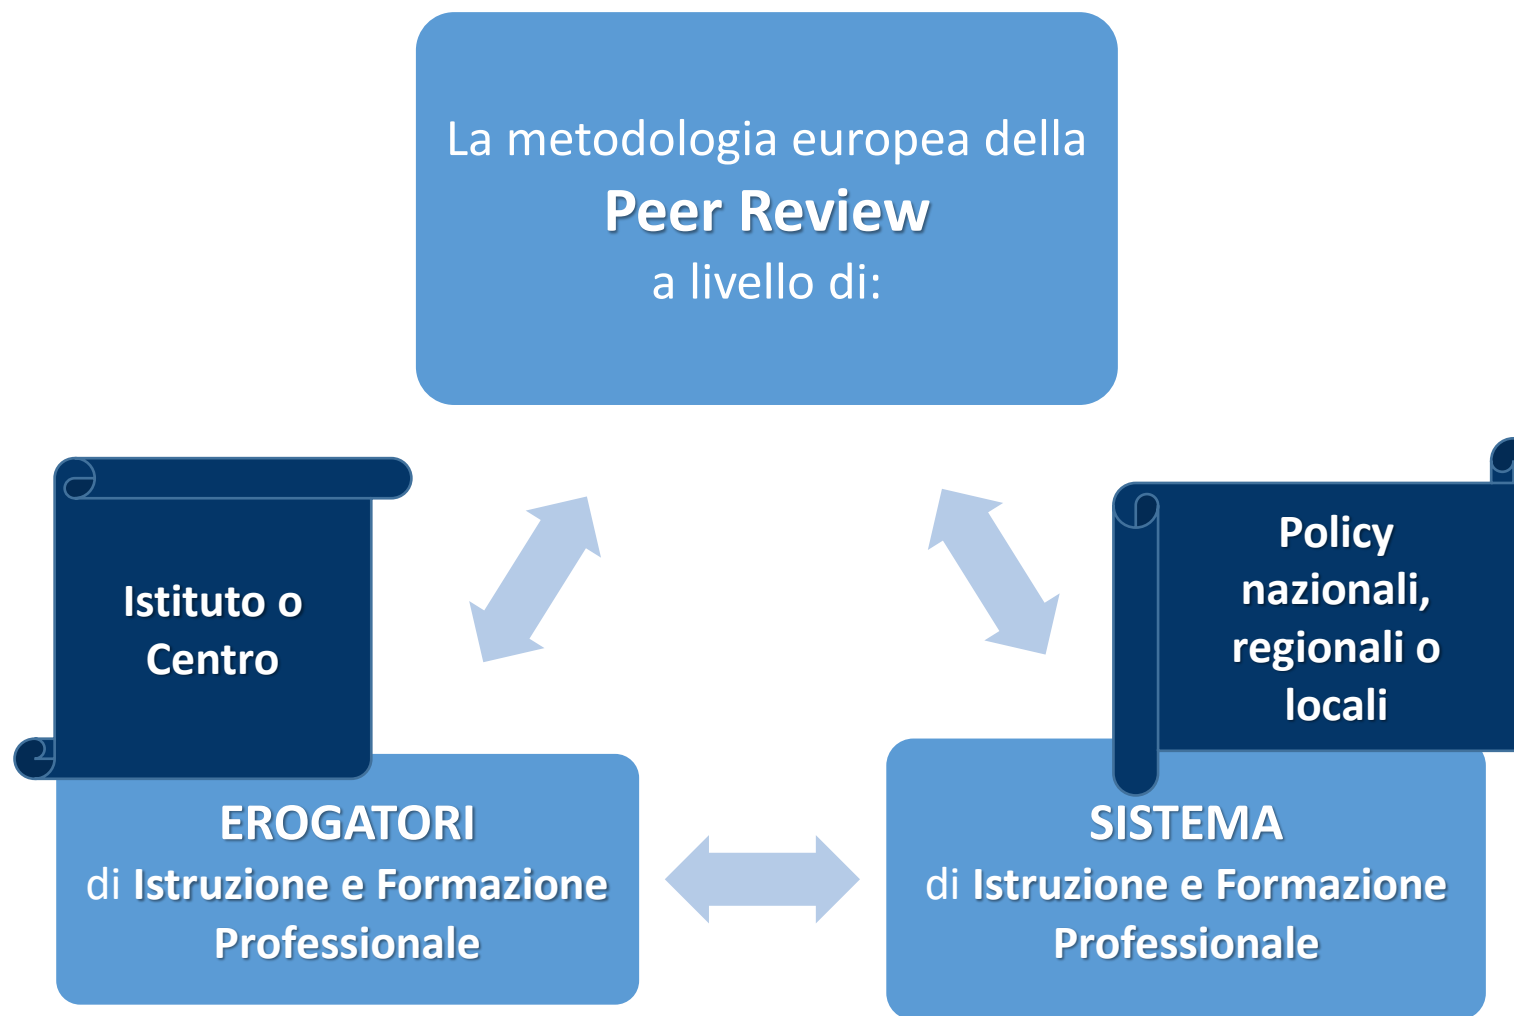 La metodologia europea della
Peer Review
a livello di:
Istituto o
Centro
Policy
nazionali,
regionali o
locali
EROGATORI
di Istruzione e Formazione
Professionale
SISTEMA
di Istruzione e Formazione
Professionale